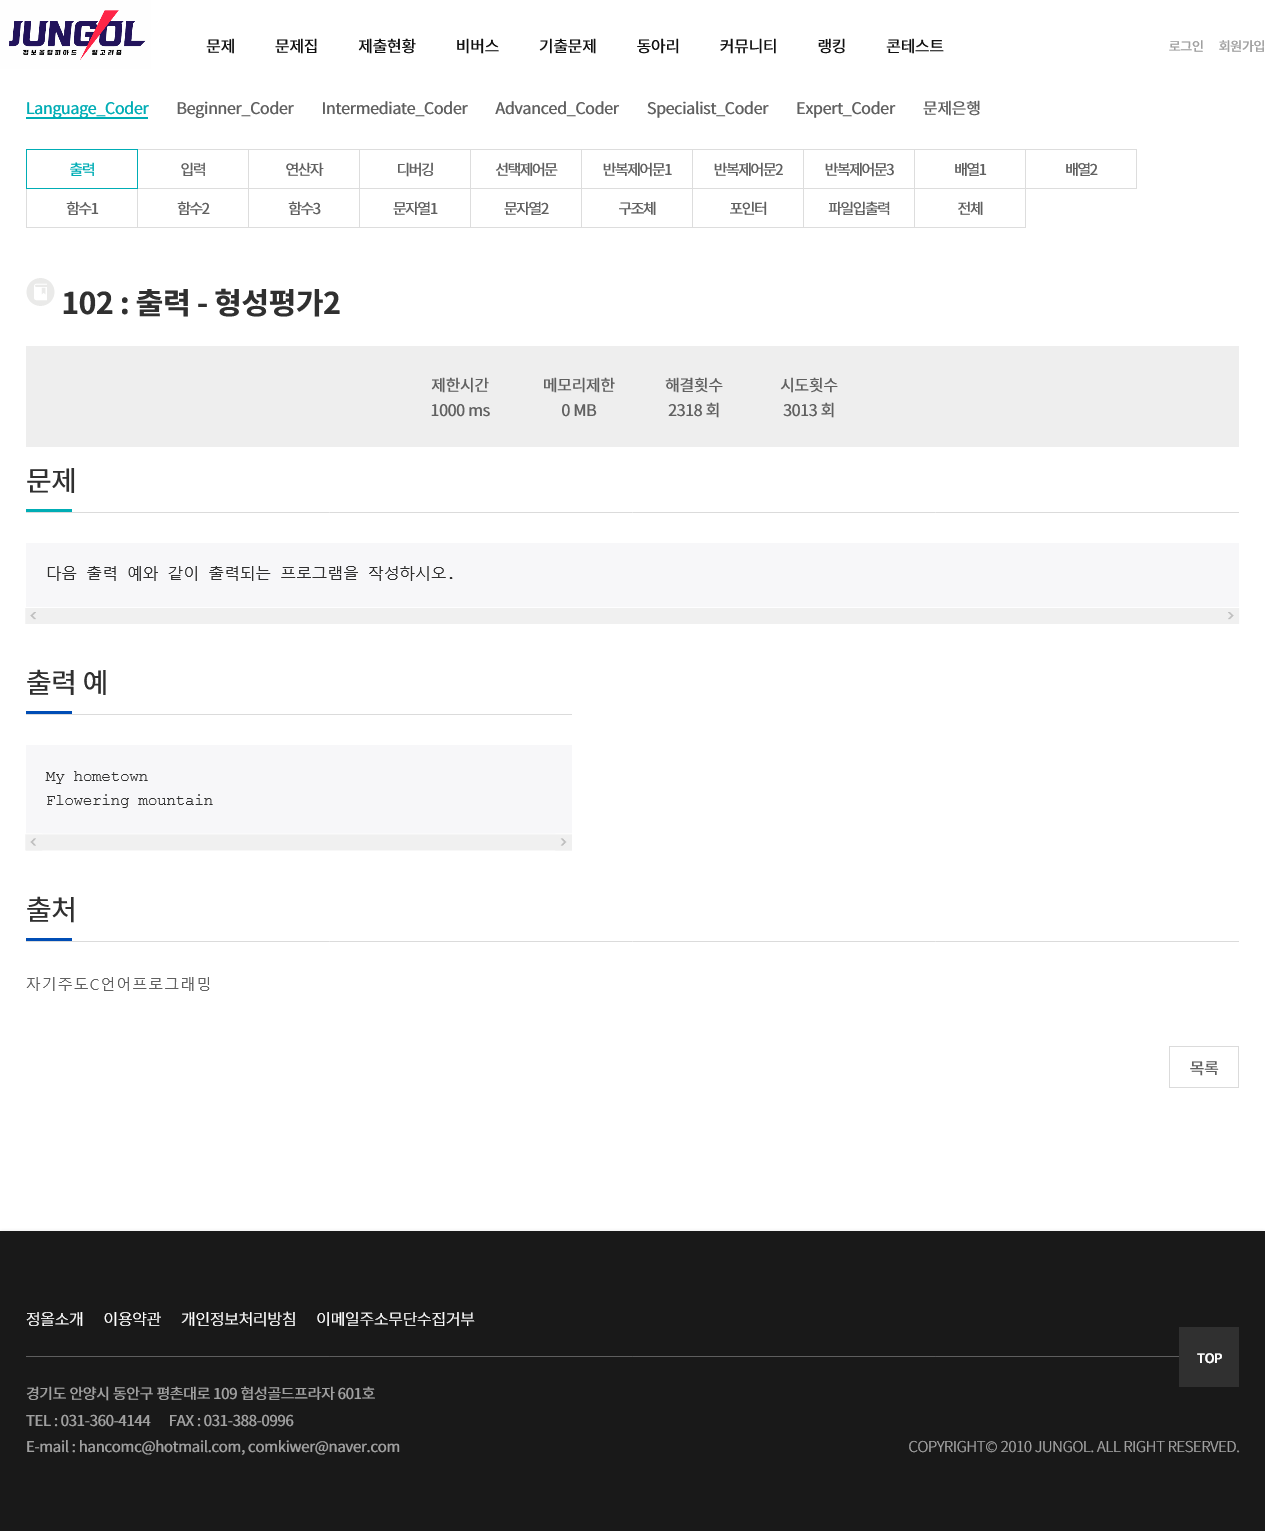 JUNGOL
정보올림피아드 알고리즘
문제 문제집 제출현황 비버스 기출문제 동아리 커뮤니티 랭킹 콘테스트 로그인 회원가입
Language_Coder Beginner_Coder Intermediate_Coder Advanced_Coder Specialist_Coder Expert_Coder 문제은행
출력 입력 연산자 디버깅 선택제어문 반복제어문1 반복제어문2 반복제어문3 배열1 배열2
함수1 함수2 함수3 문자열1 문자열2 구조체 포인터 파일입출력 전체
102 : 출력 - 형성평가2
제한시간 메모리제한 해결횟수 시도횟수
1000 ms 0 MB 2318 회 3013 회
문제
다음 출력 예와 같이 출력되는 프로그램을 작성하시오.
출력 예
My hometown
Flowering mountain
출처
자기주도C언어프로그래밍
목록
정올소개 이용약관 개인정보처리방침 이메일주소무단수집거부
TOP
경기도 안양시 동안구 평촌대로 109 협성골드프라자 601호
TEL : 031-360-4144 FAX : 031-388-0996
E-mail : hancomc@hotmail.com, comkiwer@naver.com COPYRIGHT© 2010 JUNGOL. ALL RIGHT RESERVED.